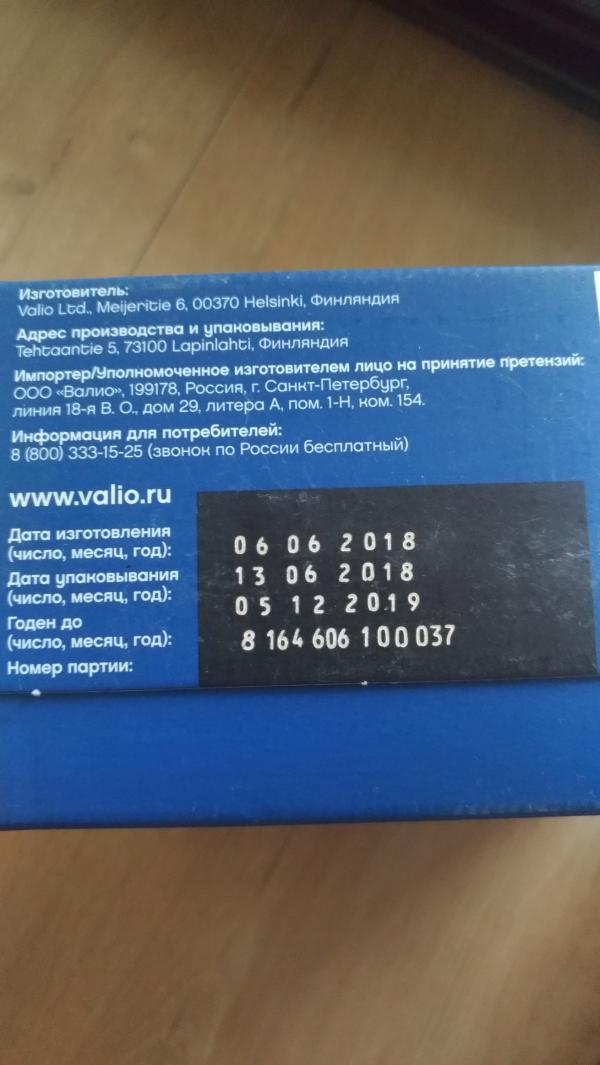 Изготовитель:
Valio Ltd., Meijeritie 6, 00370 Helsinki, Финляндия
Адрес производства и упаковывания:
Tehtaantie 5, 73100 Lapinlahti, Финляндия
Импортер/Уполномоченное изготовителем лицо на принятие претензий:
ООО «Валио», 199178, Россия, г. Санкт-Петербург,
линия 18-я В. О., дом 29, литера А, пом. 1-Н, ком. 154.
Информация для потребителей:
8 (800) 333-15-25 (звонок по России бесплатный)
www.valio.ru
Дата изготовления
(число, месяц, год):
06 06 2018
Дата упаковывания
(число, месяц, год):
13 06 2018
Годен до
(число, месяц, год):
05 12 2019
Номер партии:
8 164 606 100037